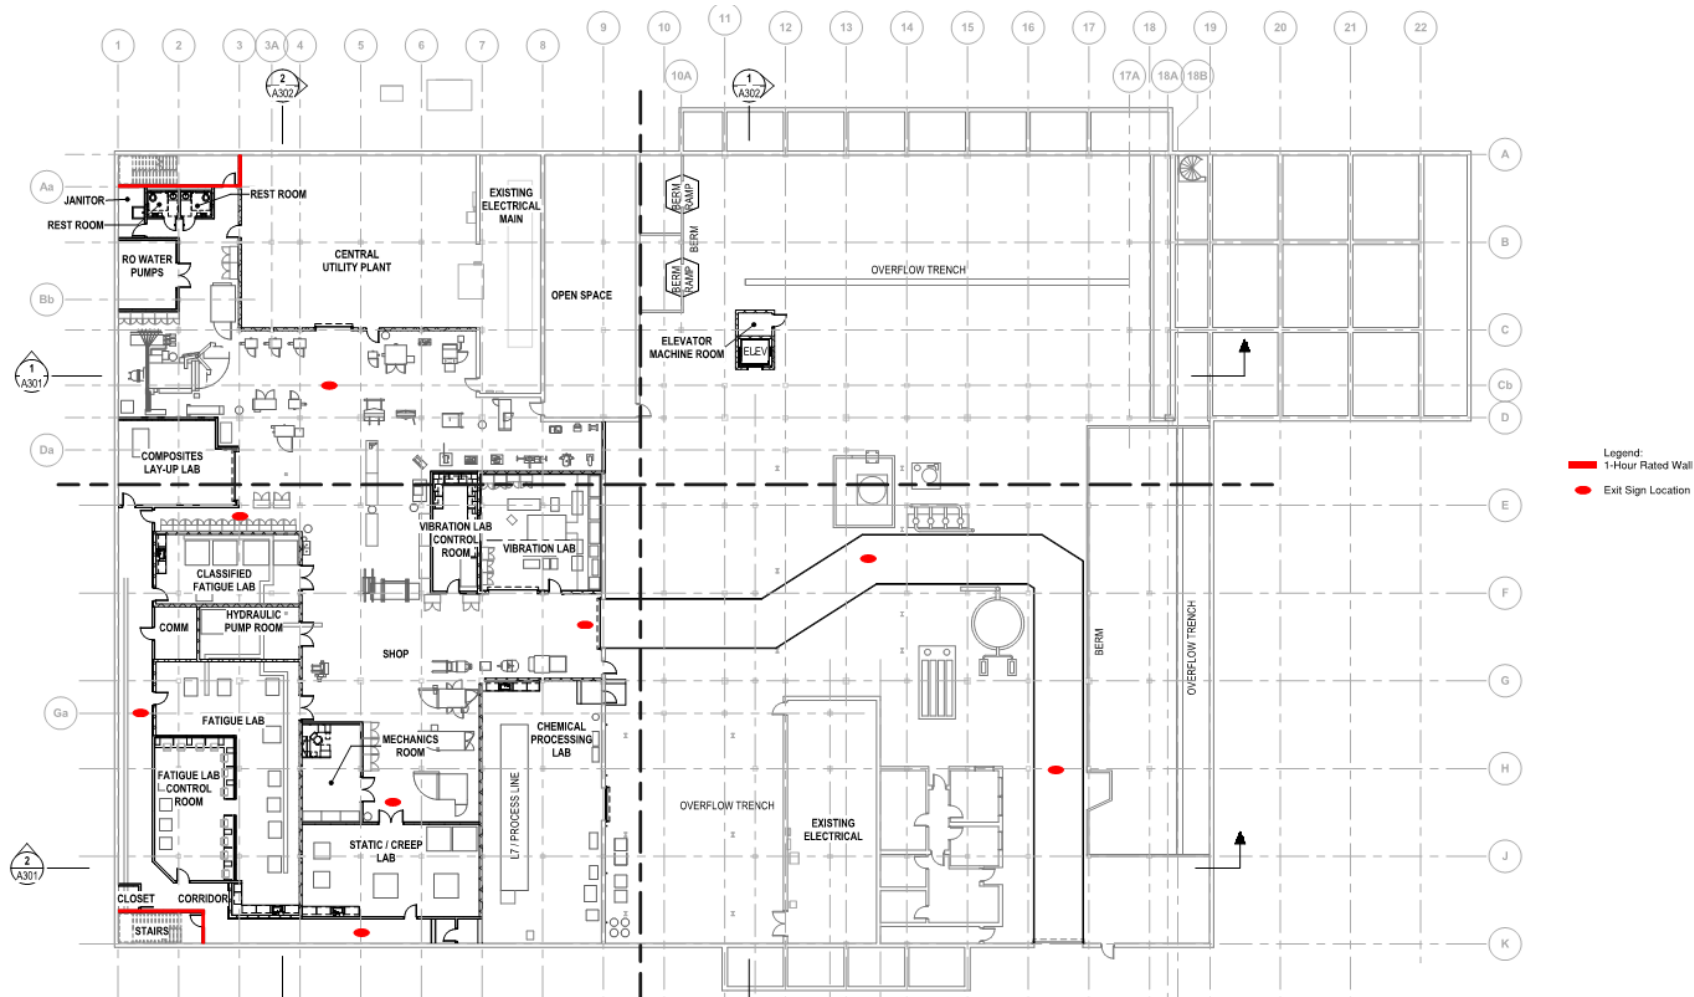 1
2
3
3A
4
5
6
7
8
9
10
11
12
13
14
15
16
17
18
19
20
21
22
10A
17A
18A
18B
2
A302
1
A302
A
Aa
B
Bb
C
Cb
D
Da
E
F
G
Ga
H
J
K
1
A301
2
A301
JANITOR
REST ROOM
REST ROOM
RO WATER
PUMPS
CENTRAL
UTILITY PLANT
EXISTING
ELECTRICAL
MAIN
OPEN SPACE
BERM
RAMP
BERM
BERM
RAMP
OVERFLOW TRENCH
ELEVATOR
MACHINE ROOM
ELEV
COMPOSITES
LAY-UP LAB
VIBRATION LAB
CONTROL
ROOM
VIBRATION LAB
CLASSIFIED
FATIGUE LAB
COMM
HYDRAULIC
PUMP ROOM
SHOP
BERM
OVERFLOW TRENCH
FATIGUE LAB
MECHANICS
ROOM
CHEMICAL
PROCESSING
LAB
FATIGUE LAB
CONTROL
ROOM
L7 / PROCESS LINE
OVERFLOW TRENCH
EXISTING
ELECTRICAL
STATIC / CREEP
LAB
CLOSET
CORRIDOR
STAIRS
Legend:
1-Hour Rated Wall
Exit Sign Location